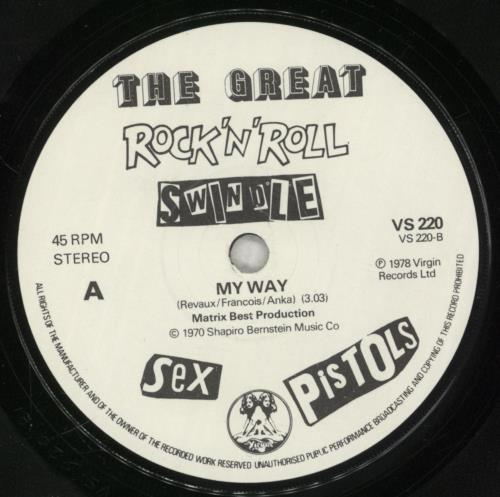 THE GREAT
ROCK 'N' ROLL
SWINDLE
45 RPM
STEREO
A
VS 220
VS 220-B
℗ 1978 Virgin
Records Ltd
MY WAY
(Revaux/Francois/Anka) (3.03)
Matrix Best Production
© 1970 Shapiro Bernstein Music Co
Sex
PiSTOLS
Virgin
ALL RIGHTS OF THE MANUFACTURER AND OF THE OWNER OF THE RECORDED WORK RESERVED UNAUTHORISED PUBLIC PERFORMANCE BROADCASTING AND COPYING OF THIS RECORD PROHIBITED